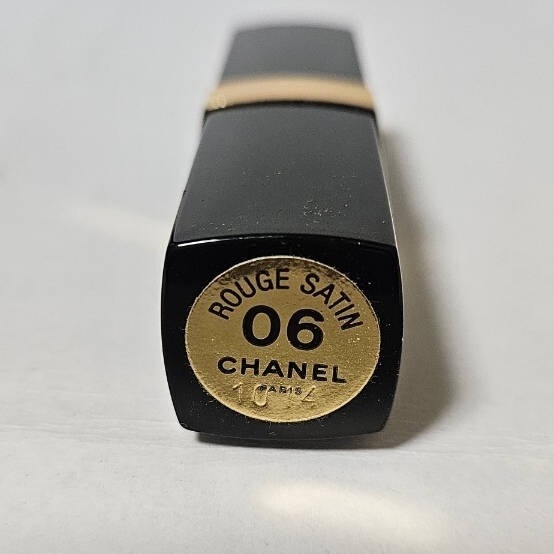 ROUGE SATIN
06
CHANEL
PARIS